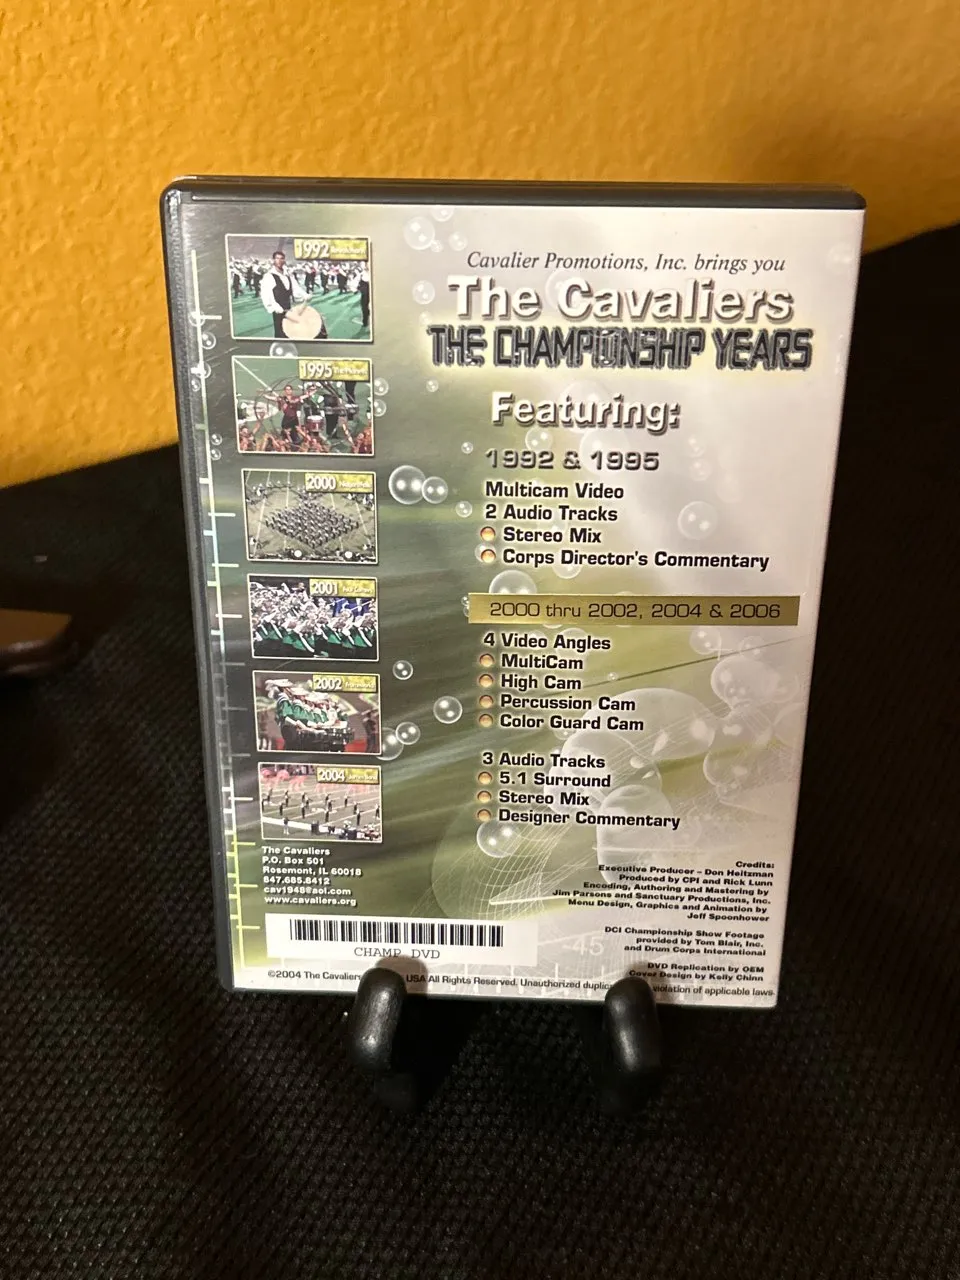 Cavalier Promotions, Inc. brings you
The Cavaliers
THE CHAMPIONSHIP YEARS
Featuring:
1992 & 1995
Multicam Video
2 Audio Tracks
Stereo Mix
Corps Director's Commentary
2000 thru 2002, 2004 & 2006
4 Video Angles
MultiCam
High Cam
Percussion Cam
Color Guard Cam
3 Audio Tracks
5.1 Surround
Stereo Mix
Designer Commentary
1992
1995
2000
2001
2002
2004
The Cavaliers
P.O. Box 501
Rosemont, IL 60018
847.685.8412
cav1948@aol.com
www.cavaliers.org
Credits:
Executive Producer - Don Heitzman
Produced by CPI and Rick Lunn
Encoding, Authoring and Mastering by
Jim Parsons and Sanctuary Productions, Inc.
Menu Design, Graphics and Animation by
Jeff Spoonhower
DCI Championship Show Footage
provided by Tom Blair, Inc.
and Drum Corps International
DVD Replication by OEM
Cover Design by Kelly Chinn
CHAMP DVD
45
©2004 The Cavaliers USA All Rights Reserved. Unauthorized violation of applicable laws